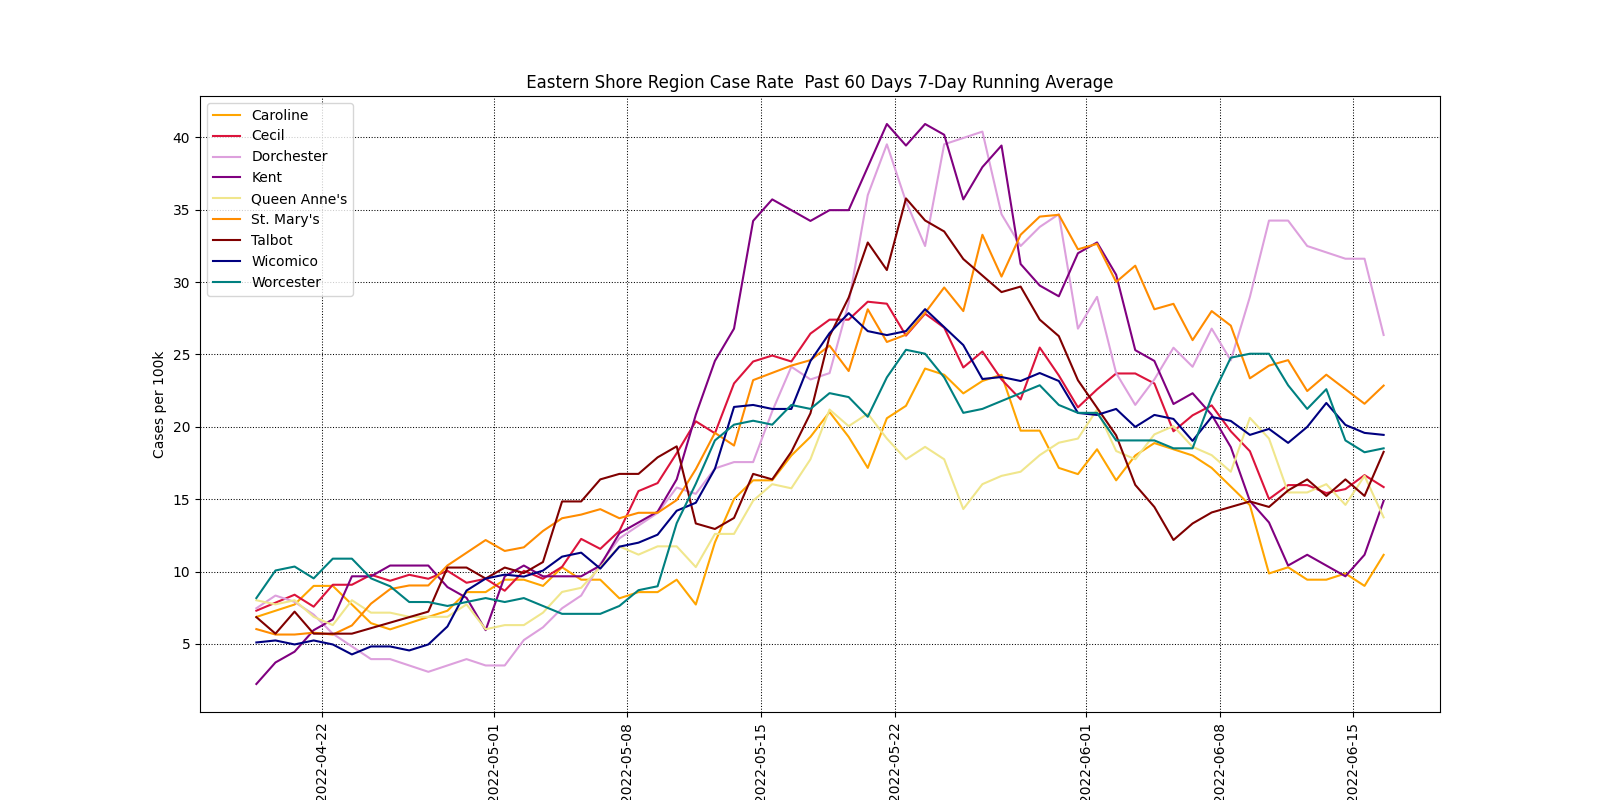 Eastern Shore Region Case Rate  Past 60 Days 7-Day Running Average
Caroline
Cecil
Dorchester
Kent
Queen Anne's
St. Mary's
Talbot
Wicomico
Worcester
Cases per 100k
40
35
30
25
20
15
10
5
2022-04-22
2022-05-01
2022-05-08
2022-05-15
2022-05-22
2022-06-01
2022-06-08
2022-06-15